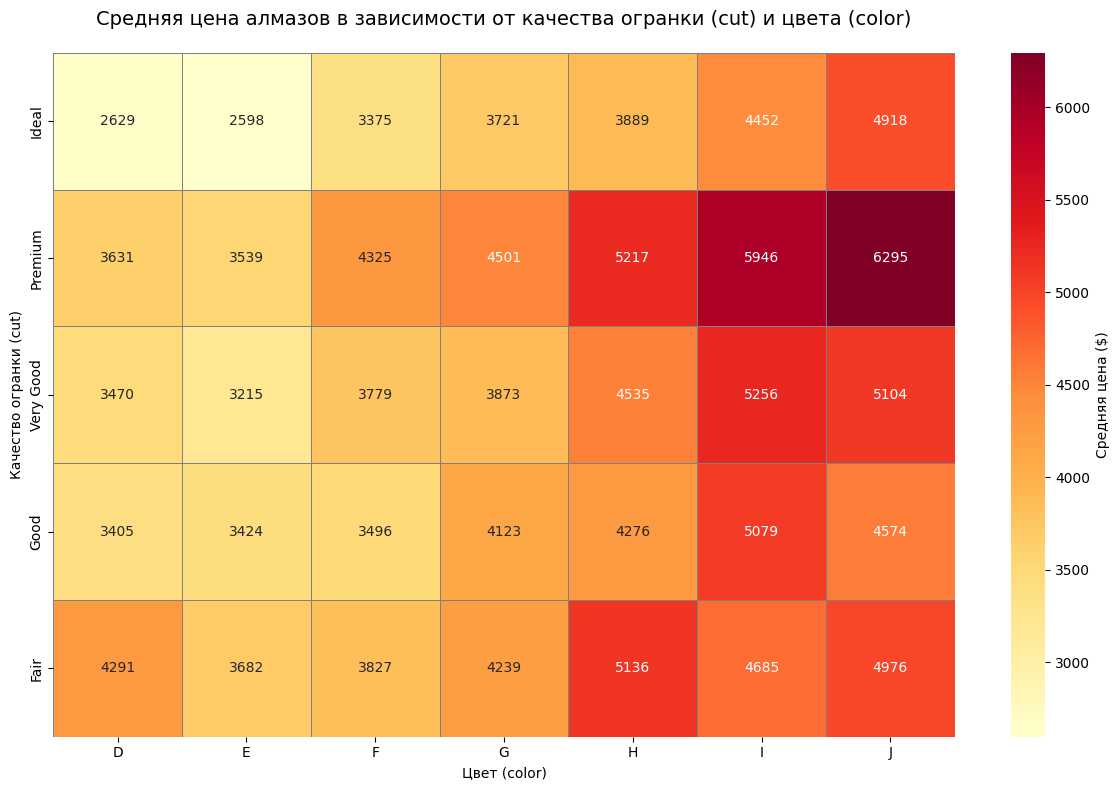 Средняя цена алмазов в зависимости от качества огранки (cut) и цвета (color)
Качество огранки (cut)
Ideal
2629 2598 3375 3721 3889 4452 4918
Premium
3631 3539 4325 4501 5217 5946 6295
Very Good
3470 3215 3779 3873 4535 5256 5104
Good
3405 3424 3496 4123 4276 5079 4574
Fair
4291 3682 3827 4239 5136 4685 4976
D E F G H I J
Цвет (color)
6000
5500
5000
4500
4000
3500
3000
Средняя цена ($)